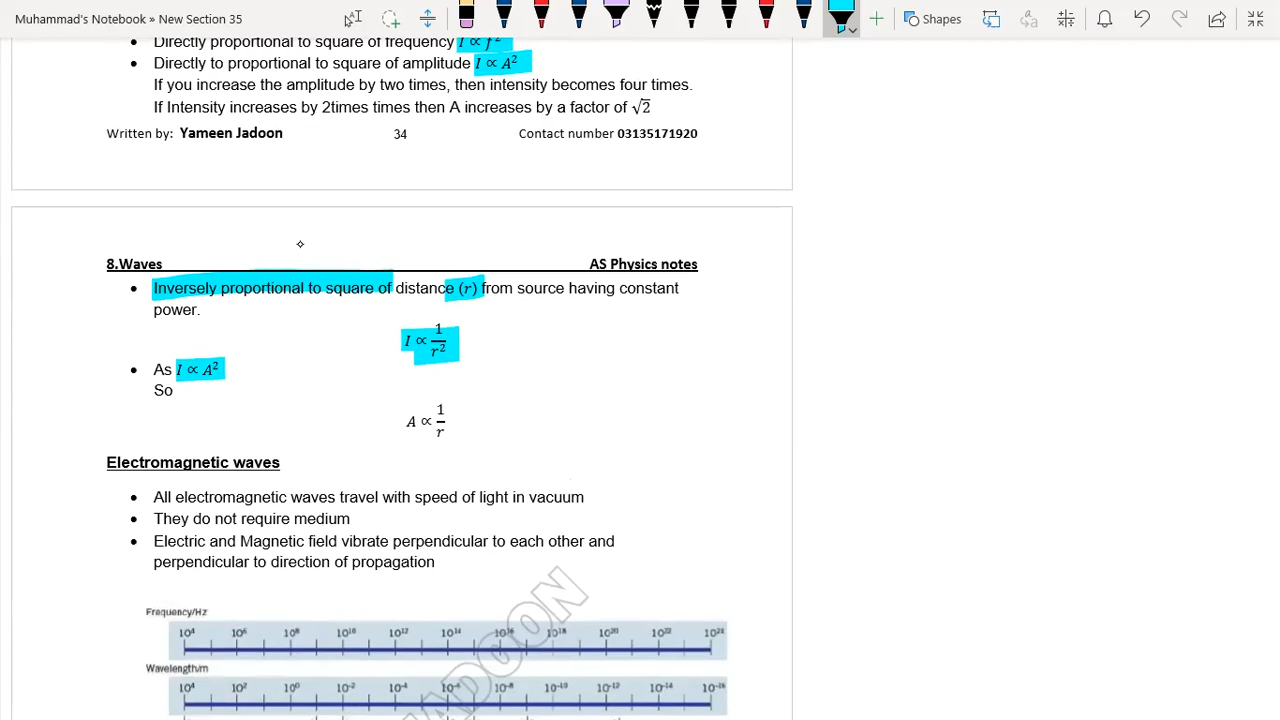 Muhammad's Notebook » New Section 35
Shapes
Directly proportional to square of frequency I ∝ f²
Directly to proportional to square of amplitude I ∝ A²
If you increase the amplitude by two times, then intensity becomes four times.
If Intensity increases by 2times times then A increases by a factor of √2
Written by: Yameen Jadoon 34 Contact number 03135171920
8.Waves AS Physics notes
Inversely proportional to square of distance (r) from source having constant
power.
I ∝ 1/r²
As I ∝ A²
So
A ∝ 1/r
Electromagnetic waves
All electromagnetic waves travel with speed of light in vacuum
They do not require medium
Electric and Magnetic field vibrate perpendicular to each other and
perpendicular to direction of propagation
Frequency/Hz
10⁴ 10⁶ 10⁸ 10¹⁰ 10¹² 10¹⁴ 10¹⁶ 10¹⁸ 10²⁰ 10²²
Wavelength/m
10⁴ 10² 10⁰ 10⁻² 10⁻⁴ 10⁻⁶ 10⁻⁸ 10⁻¹⁰ 10⁻¹² 10⁻¹⁴ 10⁻¹⁶
JADOON